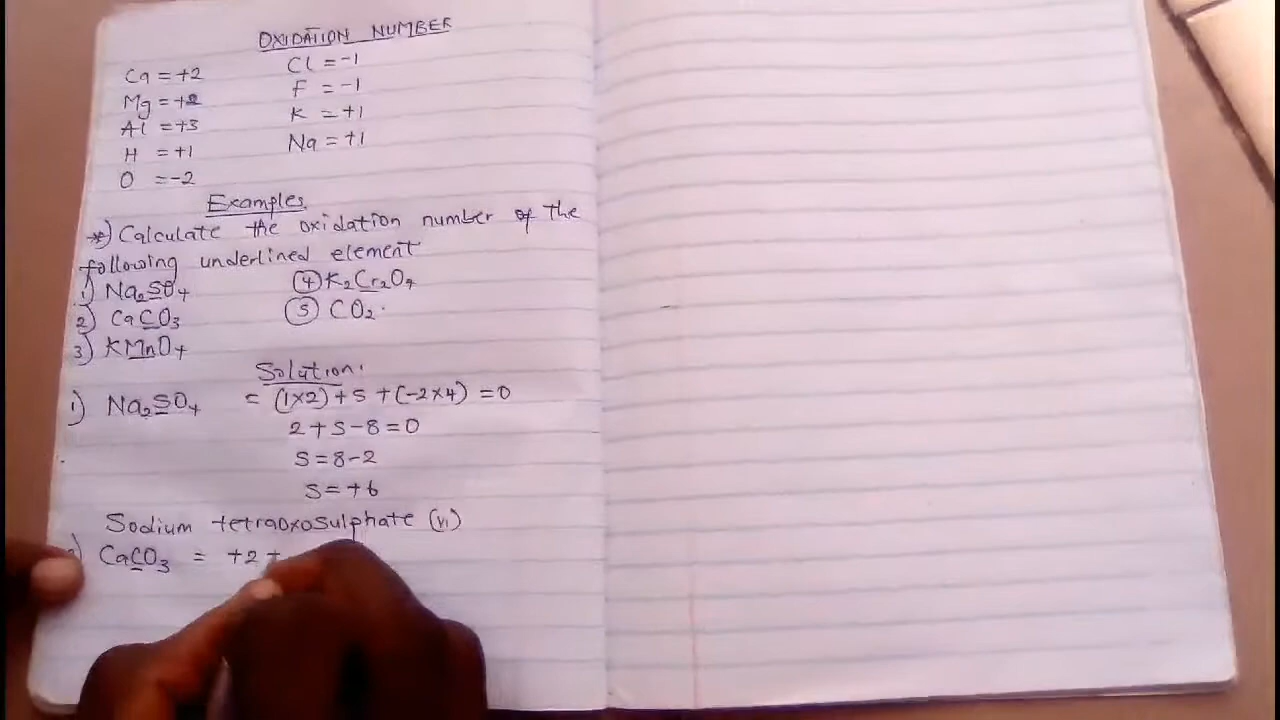 OXIDATION NUMBER
Ca = +2
Mg = +2
Al = +3
H = +1
O = -2
Cl = -1
F = -1
K = +1
Na = +1
Examples
*) Calculate the oxidation number of the
following underlined element
1) Na₂SO₄
2) CaCO₃
3) KMnO₄
④ K₂Cr₂O₇
⑤ CO₂.
Solution.
1) Na₂SO₄ = (1×2) + S + (-2×4) = 0
2 + S - 8 = 0
S = 8 - 2
S = +6
Sodium tetraoxosulphate (vi)
2) CaCO₃ = +2 +